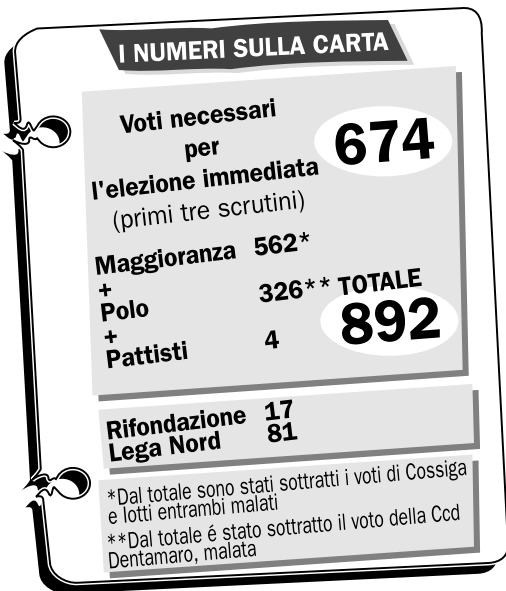 I NUMERI SULLA CARTA
Voti necessari
per
l'elezione immediata
(primi tre scrutini)
674
Maggioranza 562*
+
Polo 326** TOTALE
+
Pattisti 4 892
Rifondazione 17
Lega Nord 81
*Dal totale sono stati sottratti i voti di Cossiga
e Iotti entrambi malati
**Dal totale é stato sottratto il voto della Ccd
Dentamaro, malata